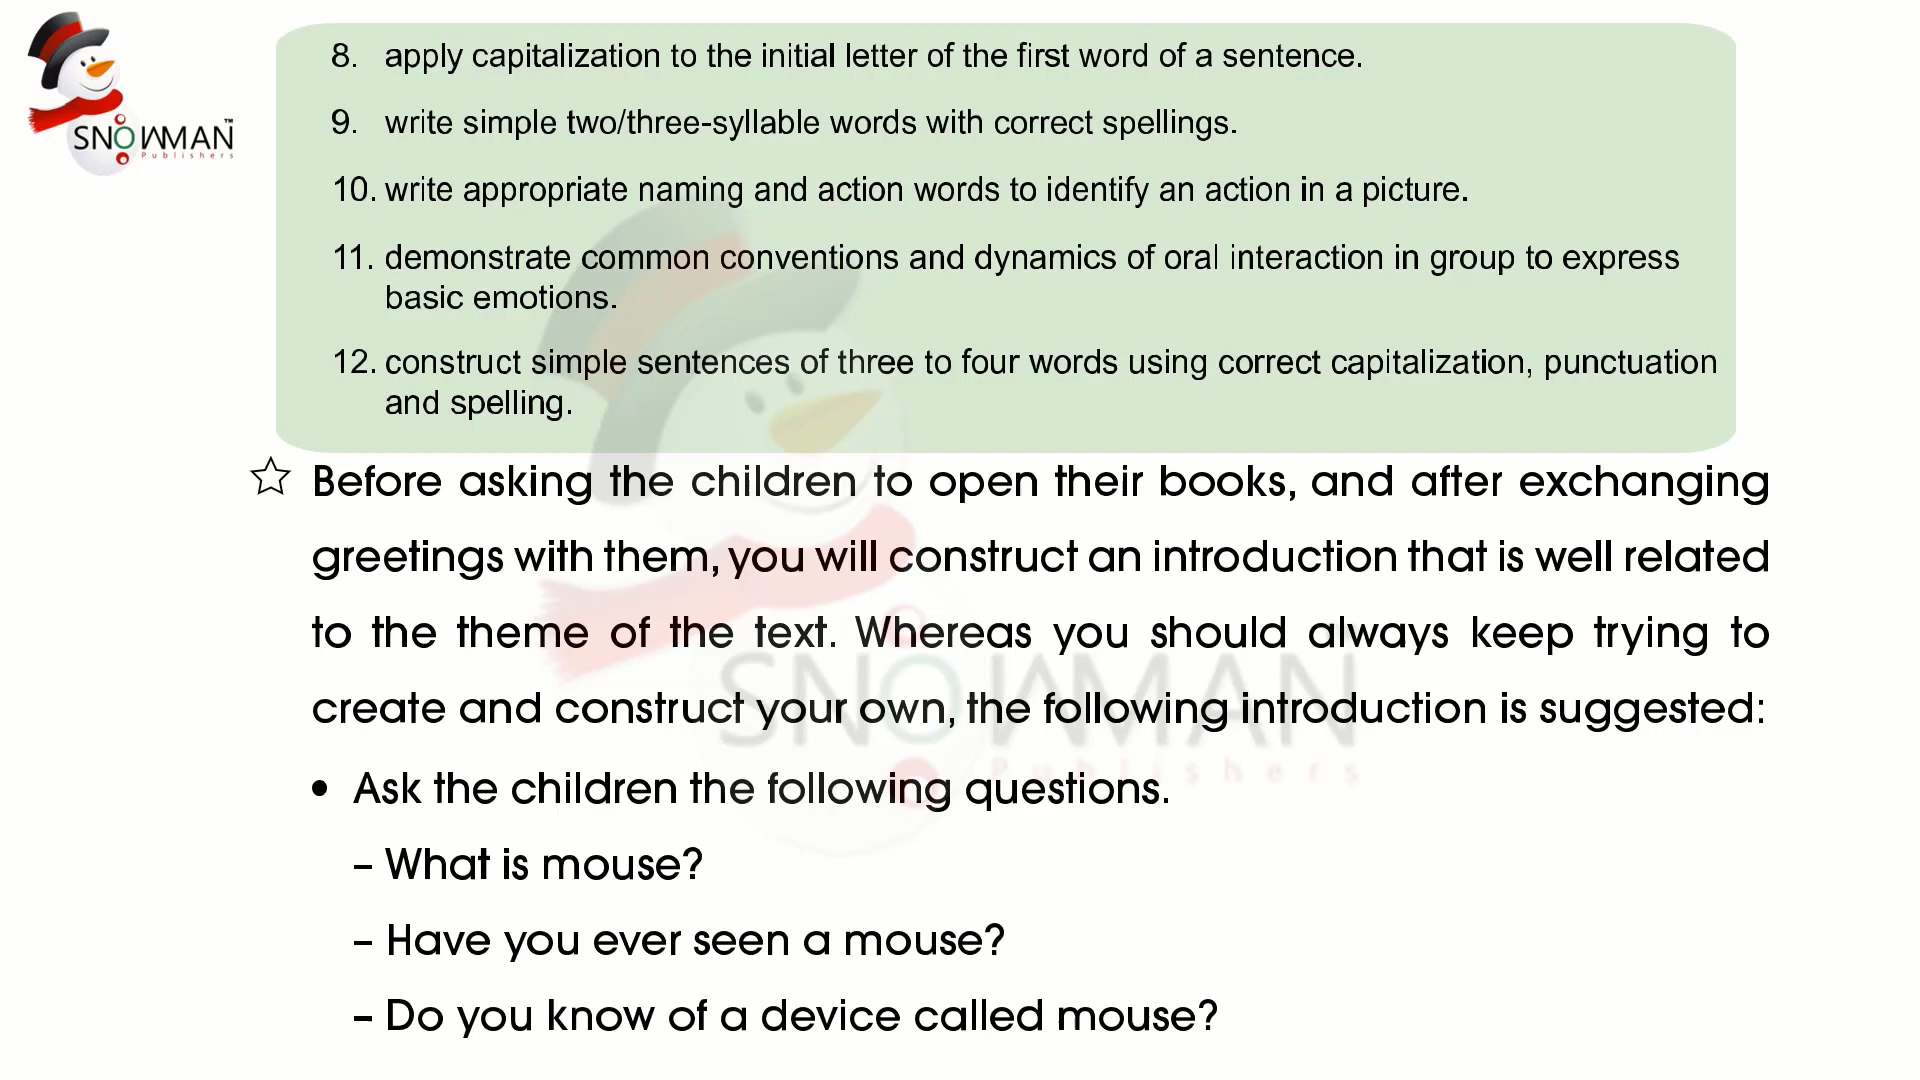 8. apply capitalization to the initial letter of the first word of a sentence.
SNOWMAN™
Publishers
9. write simple two/three-syllable words with correct spellings.
10. write appropriate naming and action words to identify an action in a picture.
11. demonstrate common conventions and dynamics of oral interaction in group to express
basic emotions.
12. construct simple sentences of three to four words using correct capitalization, punctuation
and spelling.
☆ Before asking the children to open their books, and after exchanging
greetings with them, you will construct an introduction that is well related
to the theme of the text. Whereas you should always keep trying to
create and construct your own, the following introduction is suggested:
SNOWMAN
Publishers
• Ask the children the following questions.
– What is mouse?
– Have you ever seen a mouse?
– Do you know of a device called mouse?